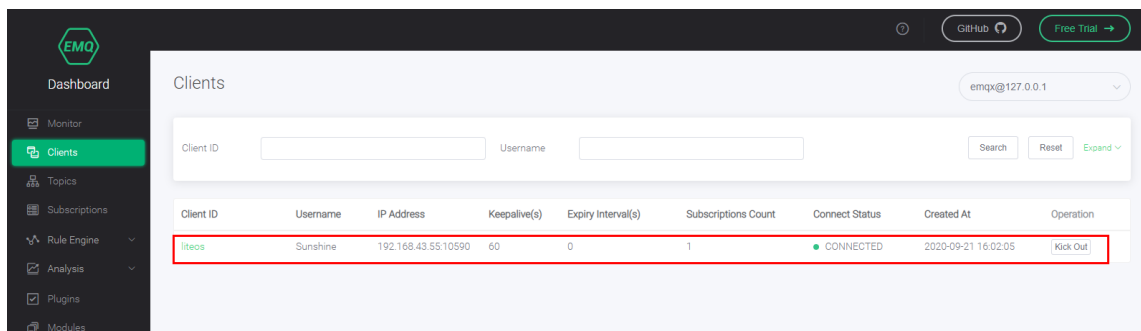 EMQ
GitHub
Free Trial →
Dashboard
Clients
emqx@127.0.0.1
Monitor
Clients
Client ID
Username
Search
Reset
Expand
Topics
Subscriptions
Client ID Username IP Address Keepalive(s) Expiry Interval(s) Subscriptions Count Connect Status Created At Operation
Rule Engine
liteos Sunshine 192.168.43.55:10590 60 0 1 CONNECTED 2020-09-21 16:02:05 Kick Out
Analysis
Plugins
Modules